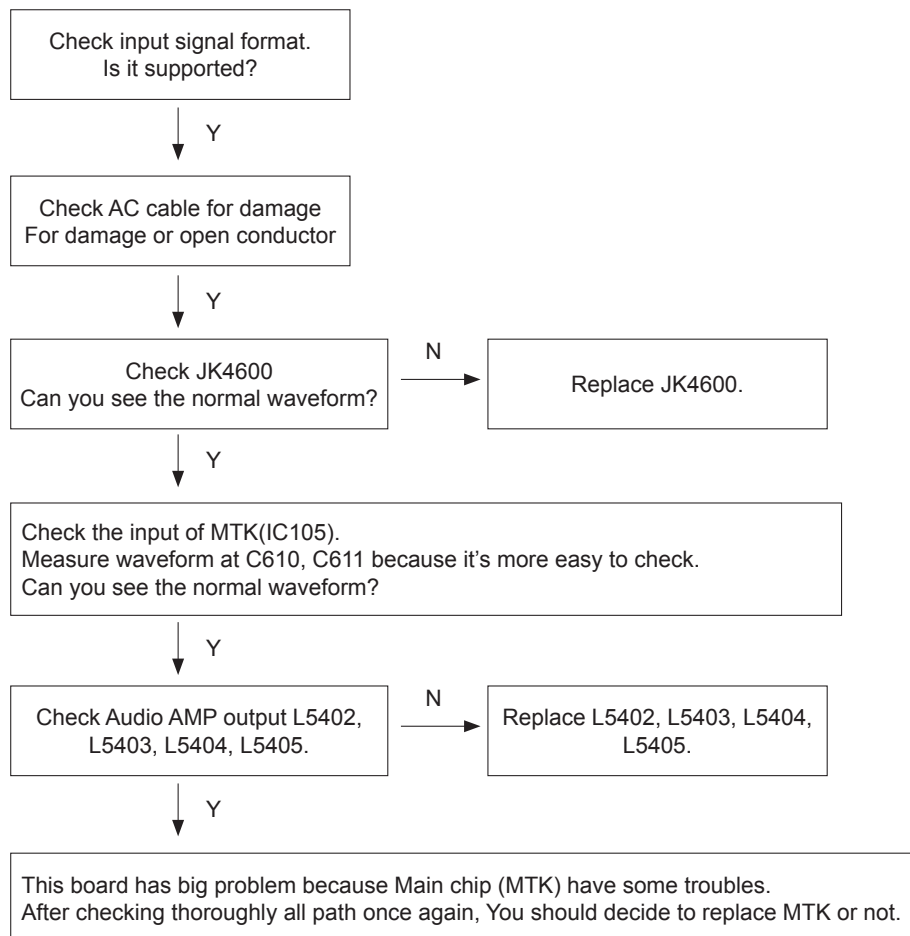 Check input signal format.
Is it supported?
Y
Check AC cable for damage
For damage or open conductor
Y
Check JK4600
Can you see the normal waveform?
N
Replace JK4600.
Y
Check the input of MTK(IC105).
Measure waveform at C610, C611 because it’s more easy to check.
Can you see the normal waveform?
Y
Check Audio AMP output L5402,
L5403, L5404, L5405.
N
Replace L5402, L5403, L5404,
L5405.
Y
This board has big problem because Main chip (MTK) have some troubles.
After checking thoroughly all path once again, You should decide to replace MTK or not.